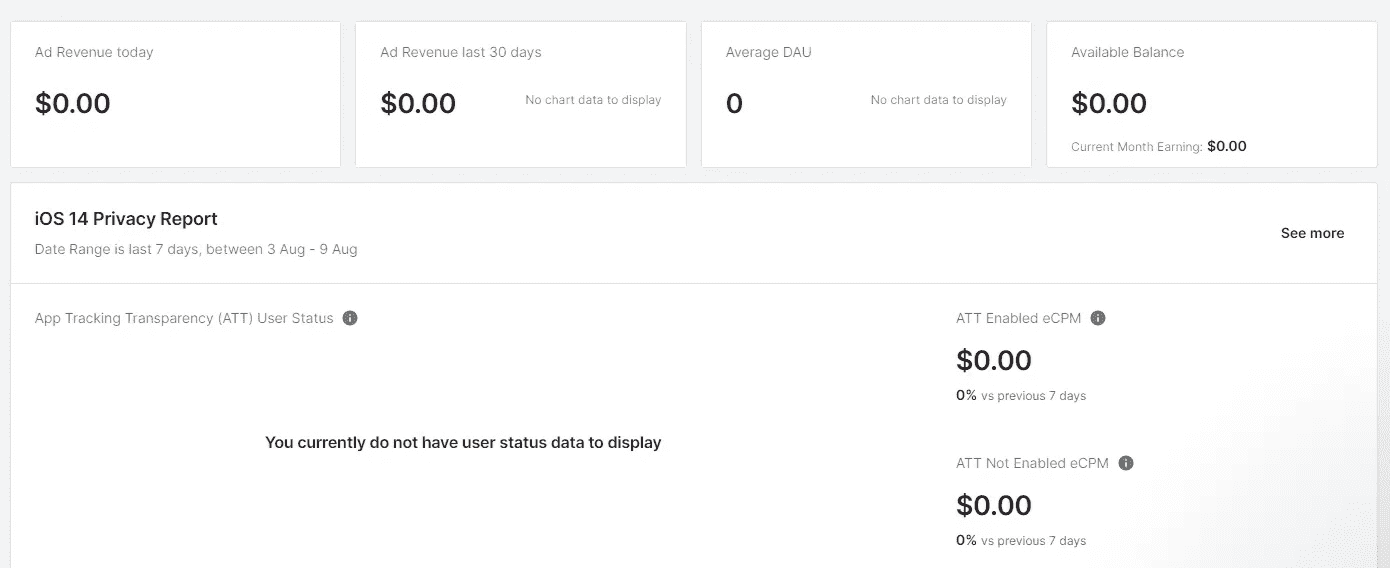 Ad Revenue today
$0.00
Ad Revenue last 30 days
$0.00
No chart data to display
Average DAU
0
No chart data to display
Available Balance
$0.00
Current Month Earning: $0.00
iOS 14 Privacy Report
Date Range is last 7 days, between 3 Aug - 9 Aug
See more
App Tracking Transparency (ATT) User Status
You currently do not have user status data to display
ATT Enabled eCPM
$0.00
0% vs previous 7 days
ATT Not Enabled eCPM
$0.00
0% vs previous 7 days